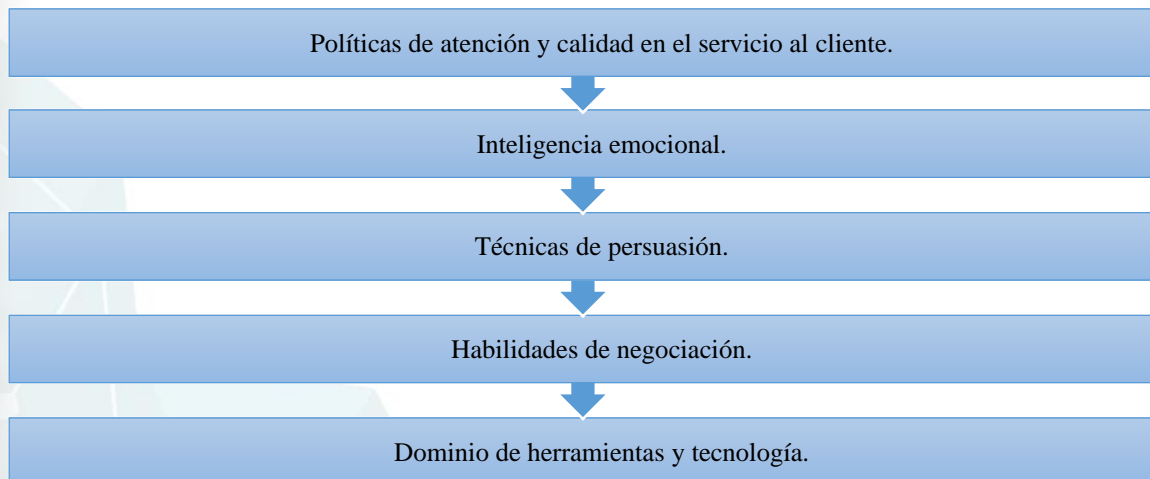 Políticas de atención y calidad en el servicio al cliente.
Inteligencia emocional.
Técnicas de persuasión.
Habilidades de negociación.
Dominio de herramientas y tecnología.